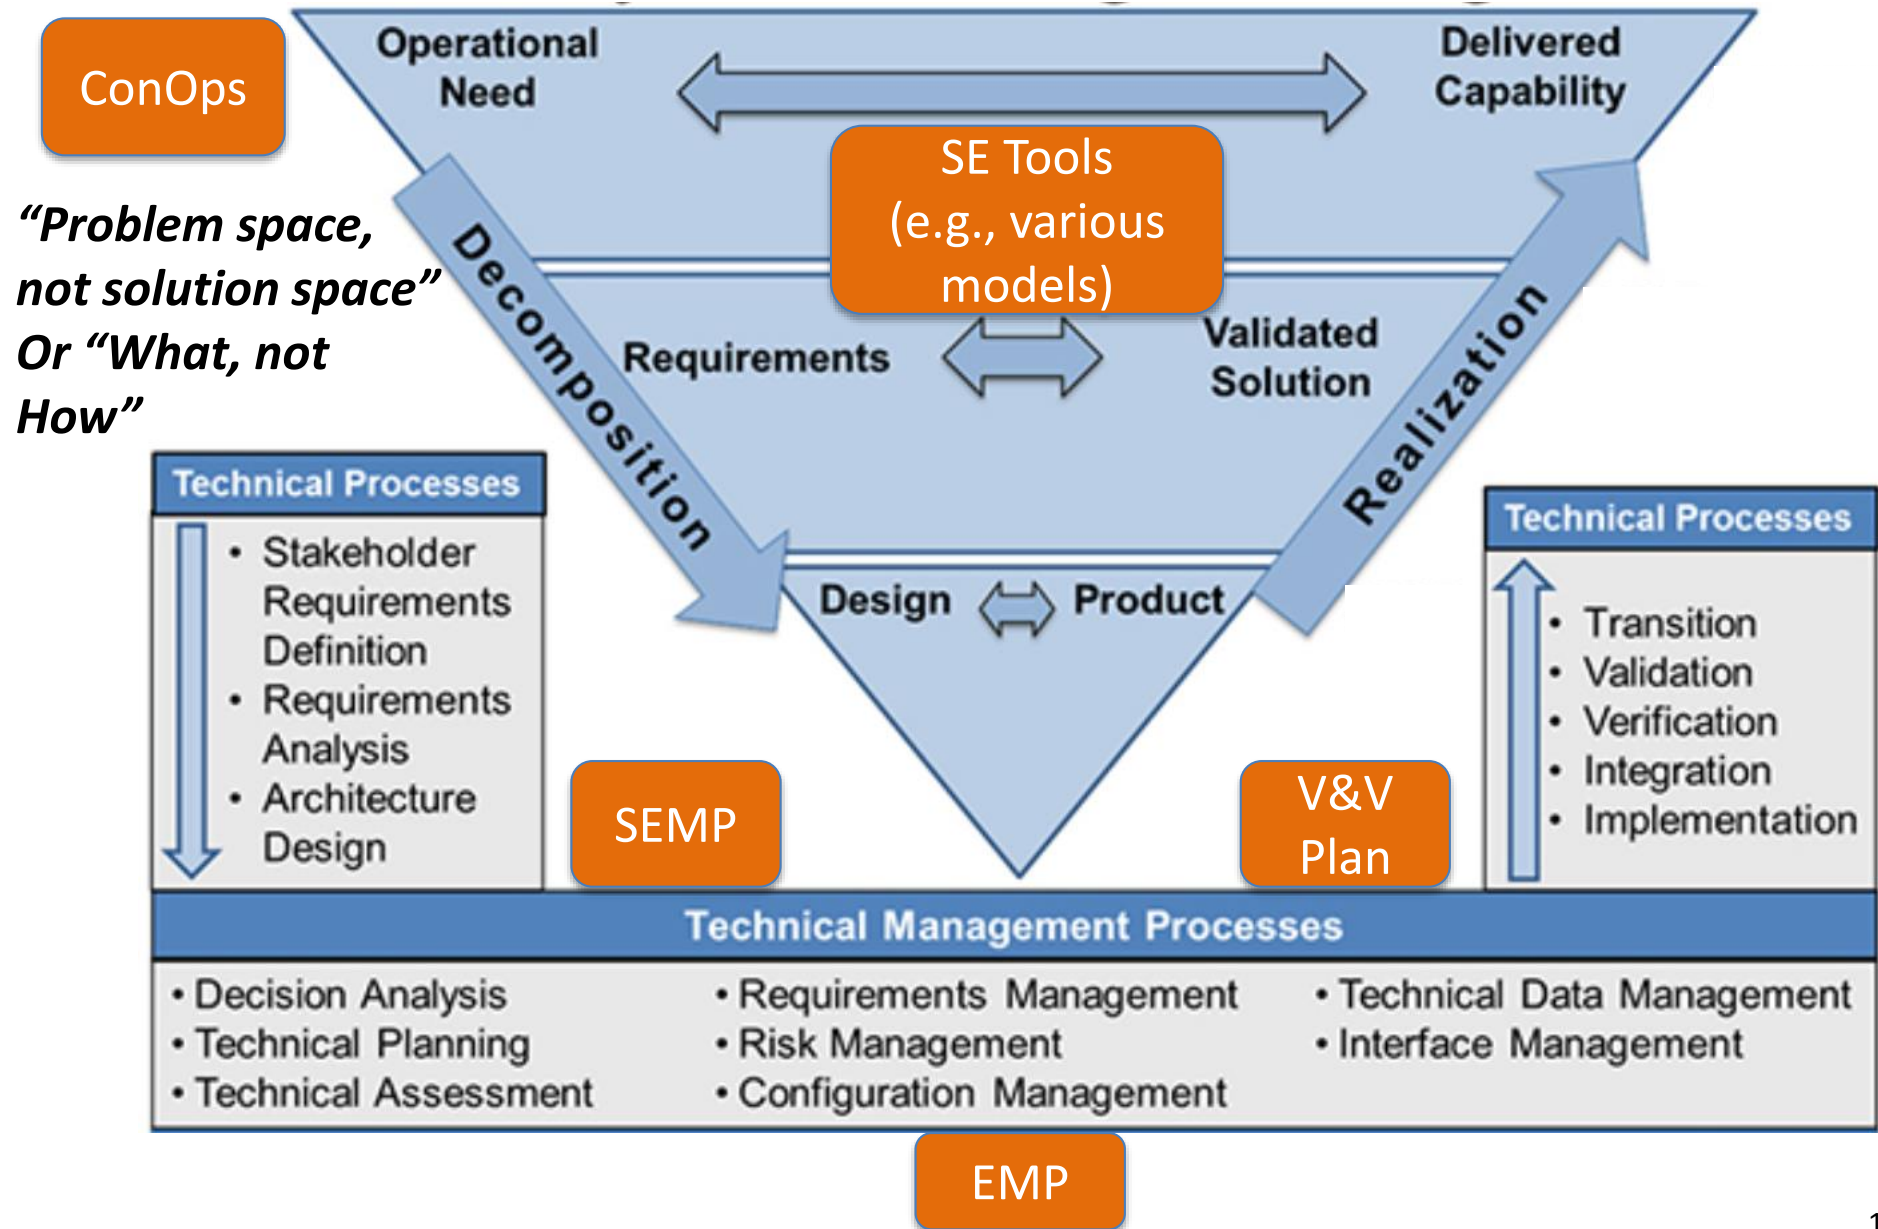 ConOps
Operational
Need
Delivered
Capability
SE Tools
(e.g., various
models)
“Problem space,
not solution space”
Or “What, not
How”
Decomposition
Realization
Requirements
Validated
Solution
Design
Product
Technical Processes
• Stakeholder
Requirements
Definition
• Requirements
Analysis
• Architecture
Design
Technical Processes
• Transition
• Validation
• Verification
• Integration
• Implementation
SEMP
V&V
Plan
Technical Management Processes
• Decision Analysis
• Technical Planning
• Technical Assessment
• Requirements Management
• Risk Management
• Configuration Management
• Technical Data Management
• Interface Management
EMP